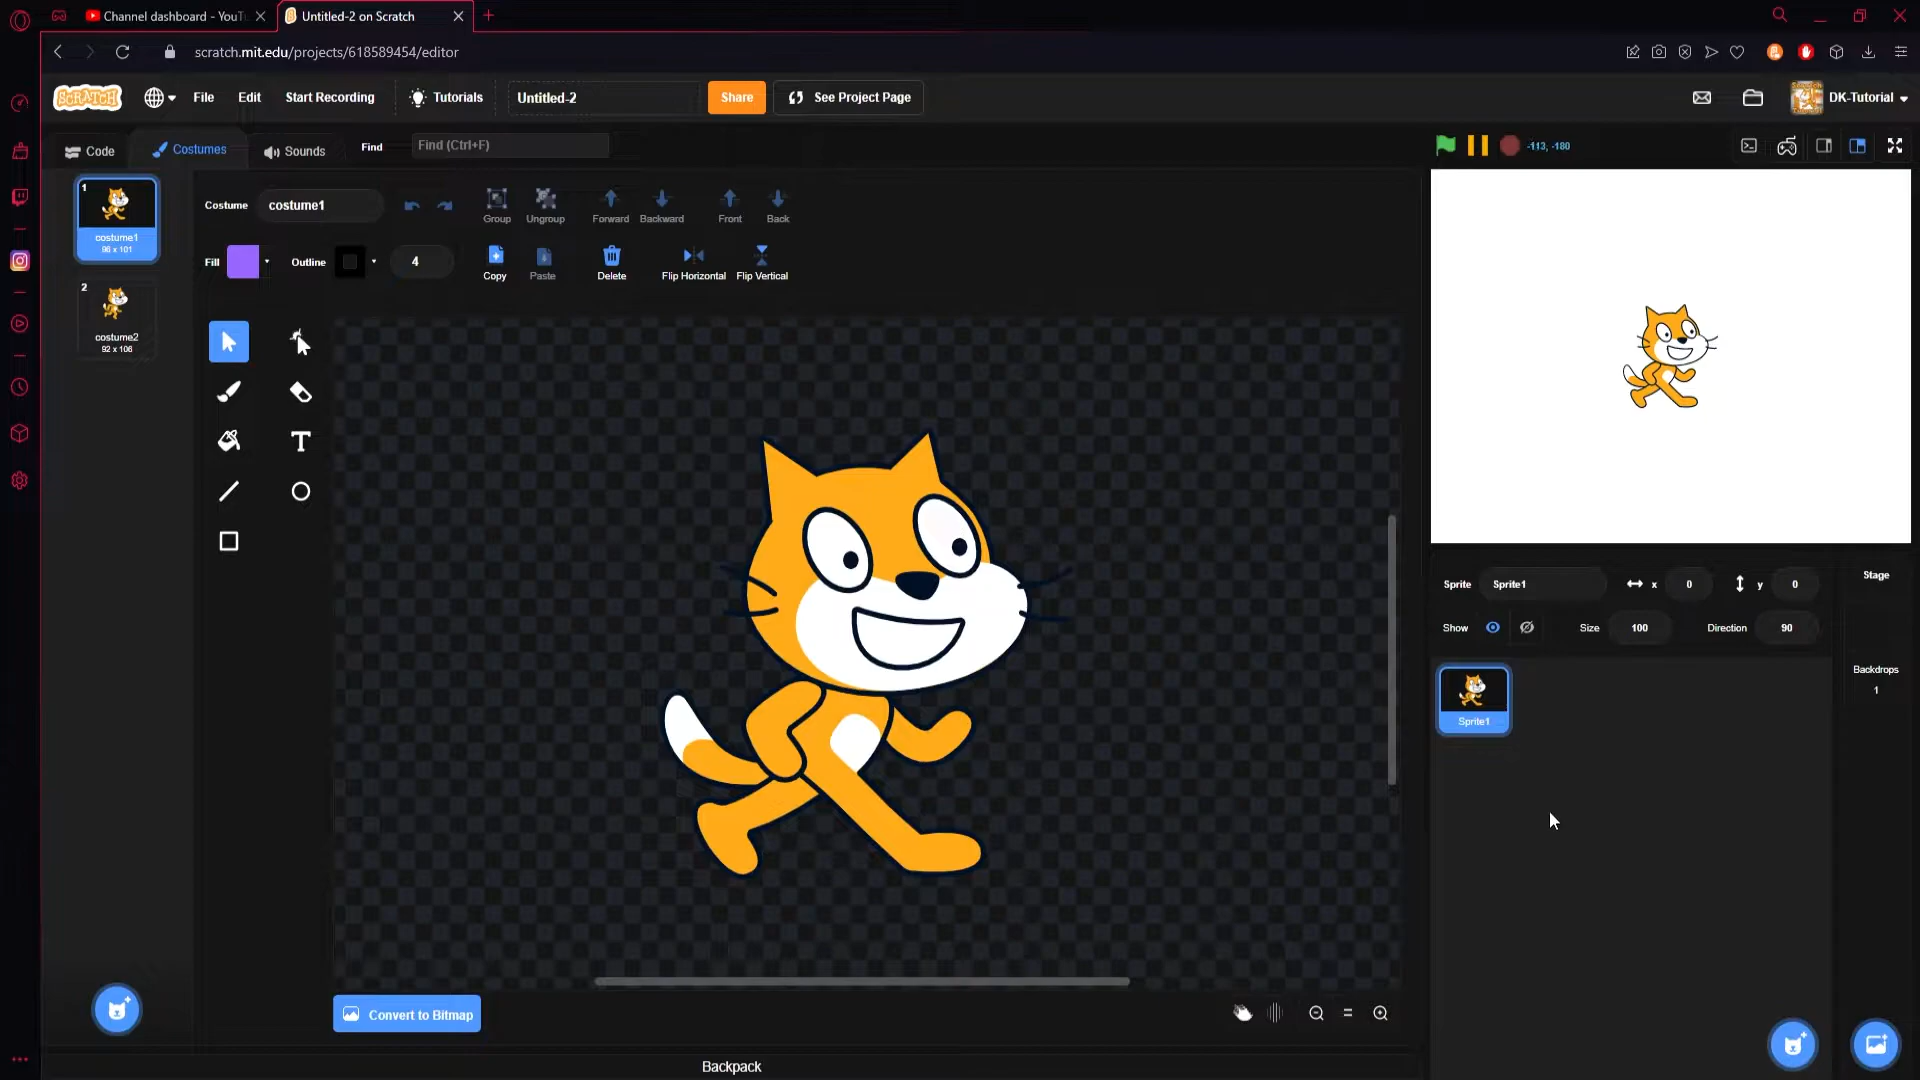 Channel dashboard - YouT
Untitled-2 on Scratch
scratch.mit.edu/projects/618589454/editor
SCRATCH
File
Edit
Start Recording
Tutorials
Untitled-2
Share
See Project Page
DK-Tutorial
Code
Costumes
Sounds
Find
Find (Ctrl+F)
-113, -180
1
costume1
96 x 101
2
costume2
92 x 106
Costume
costume1
Group
Ungroup
Forward
Backward
Front
Back
Fill
Outline
4
Copy
Paste
Delete
Flip Horizontal
Flip Vertical
T
Sprite
Sprite1
x
0
y
0
Show
Size
100
Direction
90
Sprite1
Stage
Backdrops
1
Convert to Bitmap
Backpack